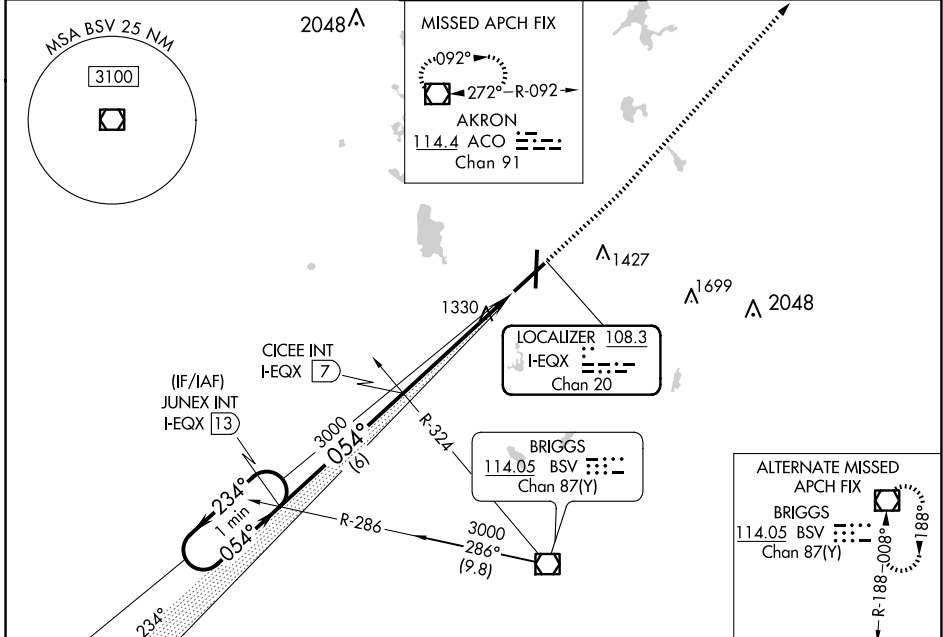 MSA BSV 25 NM
3100
2048
MISSED APCH FIX
092°
272°
R-092
AKRON
114.4 ACO
Chan 91
1427
1699
2048
1330
LOCALIZER 108.3
I-EQX
Chan 20
CICEE INT
I-EQX 7
(IF/IAF)
JUNEX INT
I-EQX 13
3000
054°
(6)
R-324
234°
1 min
054°
R-286
3000
286°
(9.8)
BRIGGS
114.05 BSV
Chan 87(Y)
234°
ALTERNATE MISSED
APCH FIX
BRIGGS
114.05 BSV
Chan 87(Y)
188°
008°
R-188